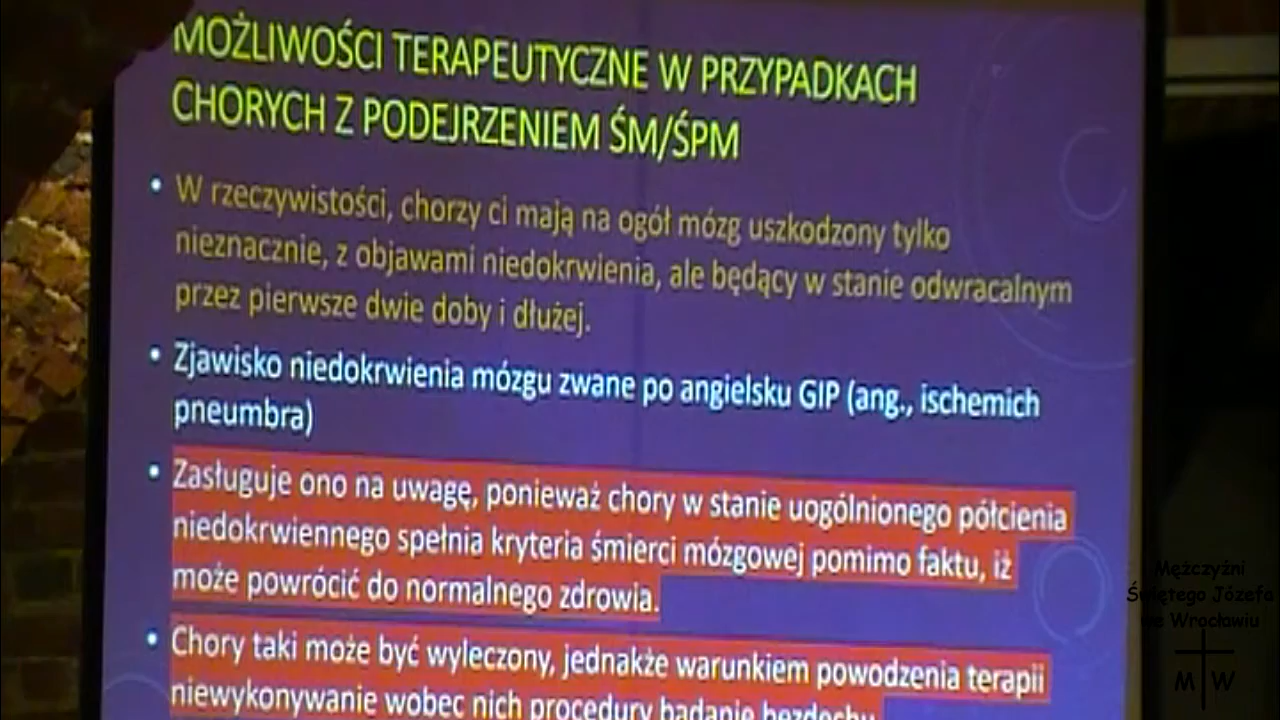 MOŻLIWOŚCI TERAPEUTYCZNE W PRZYPADKACH
CHORYCH Z PODEJRZENIEM ŚM/ŚPM
• W rzeczywistości, chorzy ci mają na ogół mózg uszkodzony tylko
nieznacznie, z objawami niedokrwienia, ale będący w stanie odwracalnym
przez pierwsze dwie doby i dłużej.
• Zjawisko niedokrwienia mózgu zwane po angielsku GIP (ang., ischemich
pneumbra)
• Zasługuje ono na uwagę, ponieważ chory w stanie uogólnionego półcienia
niedokrwiennego spełnia kryteria śmierci mózgowej pomimo faktu, iż
może powrócić do normalnego zdrowia.
• Chory taki może być wyleczony, jednakże warunkiem powodzenia terapii
niewykonywanie wobec nich procedury badanie bezdechu
Mężczyźni
Świętego Józefa
we Wrocławiu
M W